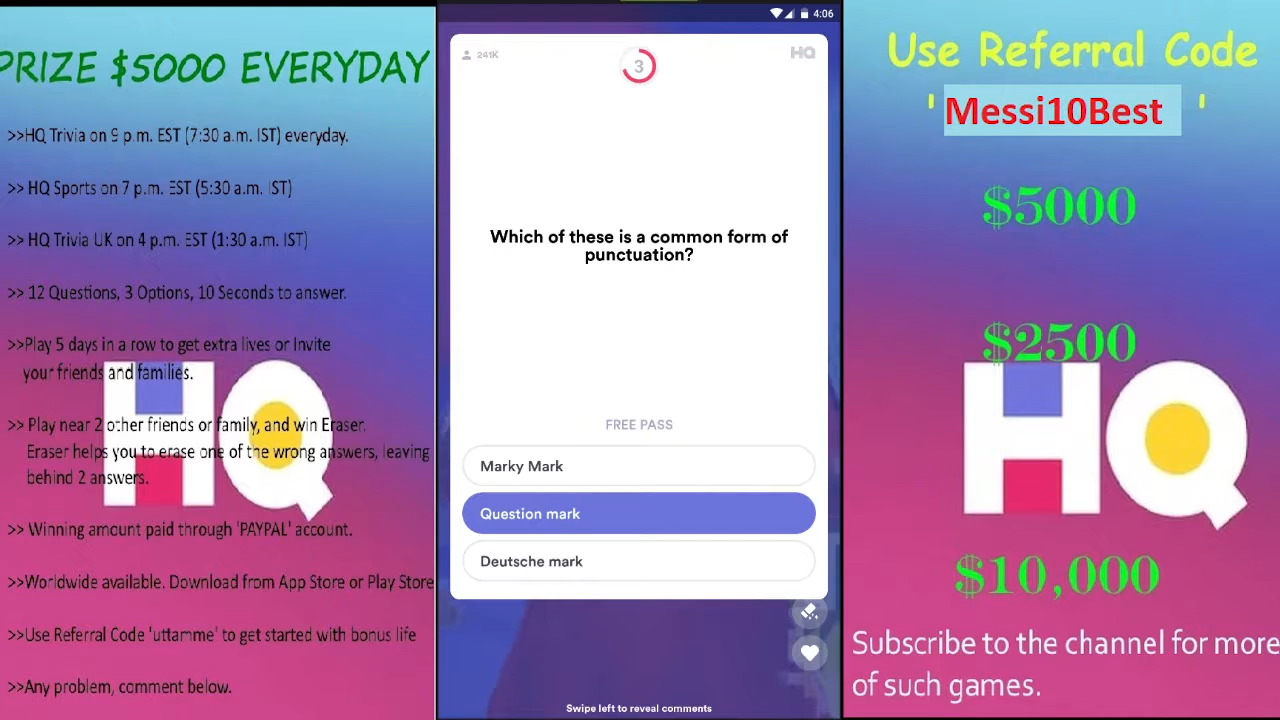 PRIZE $5000 EVERYDAY
>>HQ Trivia on 9 p.m. EST (7:30 a.m. IST) everyday.
>> HQ Sports on 7 p.m. EST (5:30 a.m. IST)
>> HQ Trivia UK on 4 p.m. EST (1:30 a.m. IST)
>> 12 Questions, 3 Options, 10 Seconds to answer.
>>Play 5 days in a row to get extra lives or Invite
your friends and families.
>> Play near 2 other friends or family, and win Eraser.
Eraser helps you to erase one of the wrong answers, leaving
behind 2 answers.
>> Winning amount paid through 'PAYPAL' account.
>>Worldwide available. Download from App Store or Play Store
>>Use Referral Code 'uttamme' to get started with bonus life
>>Any problem, comment below.
HQ
4:06
241K
3
HQ
Which of these is a common form of
punctuation?
FREE PASS
Marky Mark
Question mark
Deutsche mark
Swipe left to reveal comments
Use Referral Code
' Messi10Best '
$5000
$2500
HQ
$10,000
Subscribe to the channel for more
of such games.